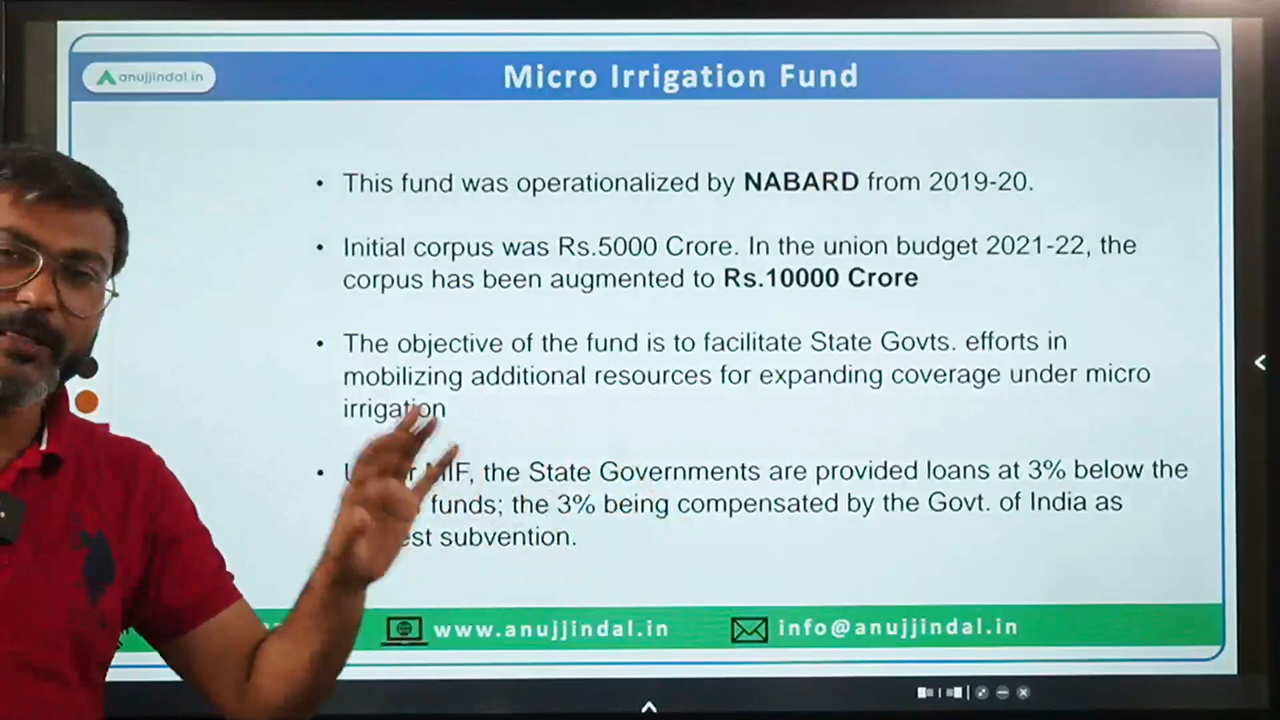 anujjindal.in
Micro Irrigation Fund
• This fund was operationalized by NABARD from 2019-20.
• Initial corpus was Rs.5000 Crore. In the union budget 2021-22, the
corpus has been augmented to Rs.10000 Crore
• The objective of the fund is to facilitate State Govts. efforts in
mobilizing additional resources for expanding coverage under micro
irrigation
• MIF, the State Governments are provided loans at 3% below the
funds; the 3% being compensated by the Govt. of India as
subvention.
www.anujjindal.in
info@anujjindal.in